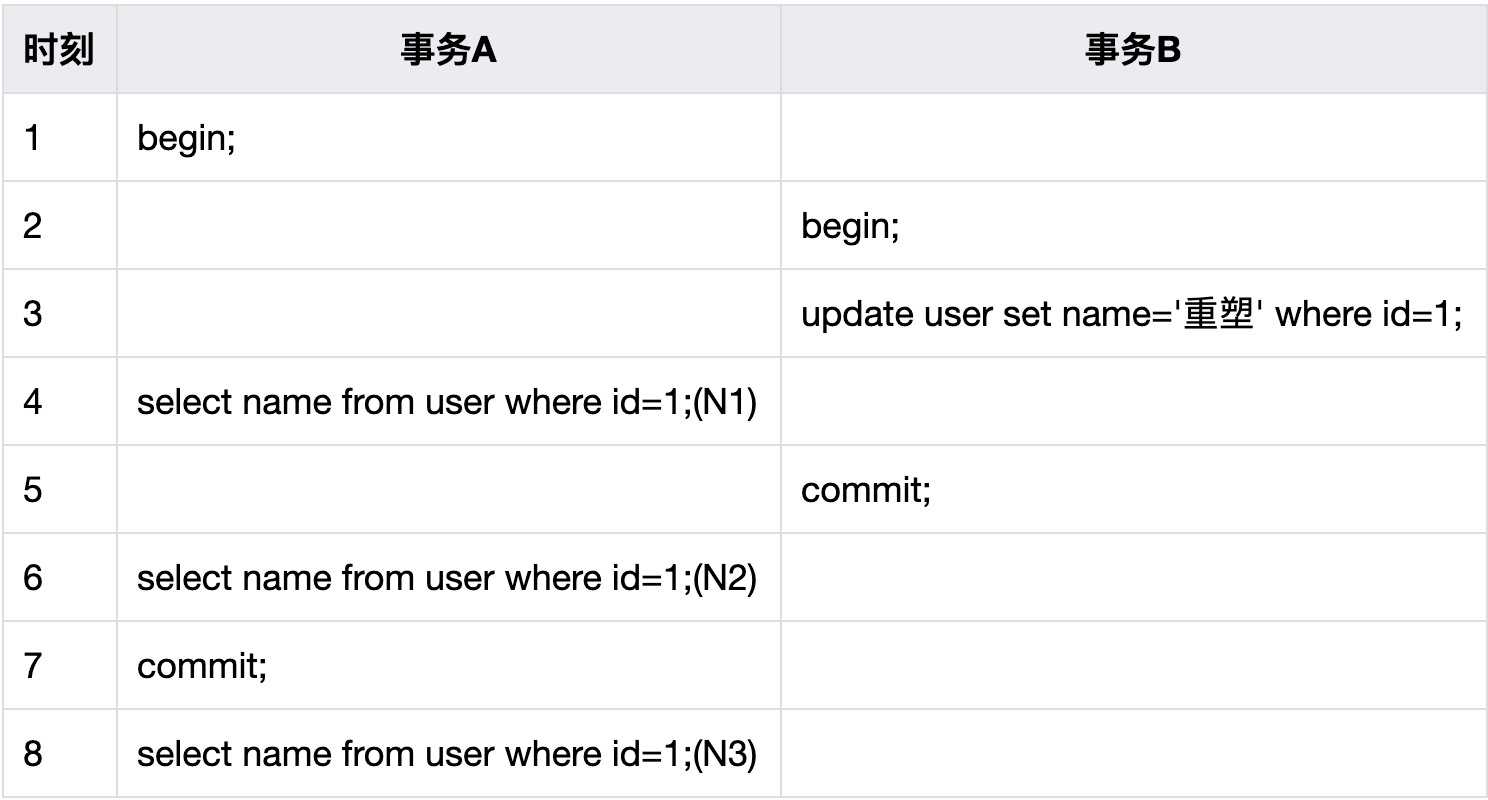 时刻 事务A 事务B
1 begin;
2 begin;
3 update user set name='重塑' where id=1;
4 select name from user where id=1;(N1)
5 commit;
6 select name from user where id=1;(N2)
7 commit;
8 select name from user where id=1;(N3)